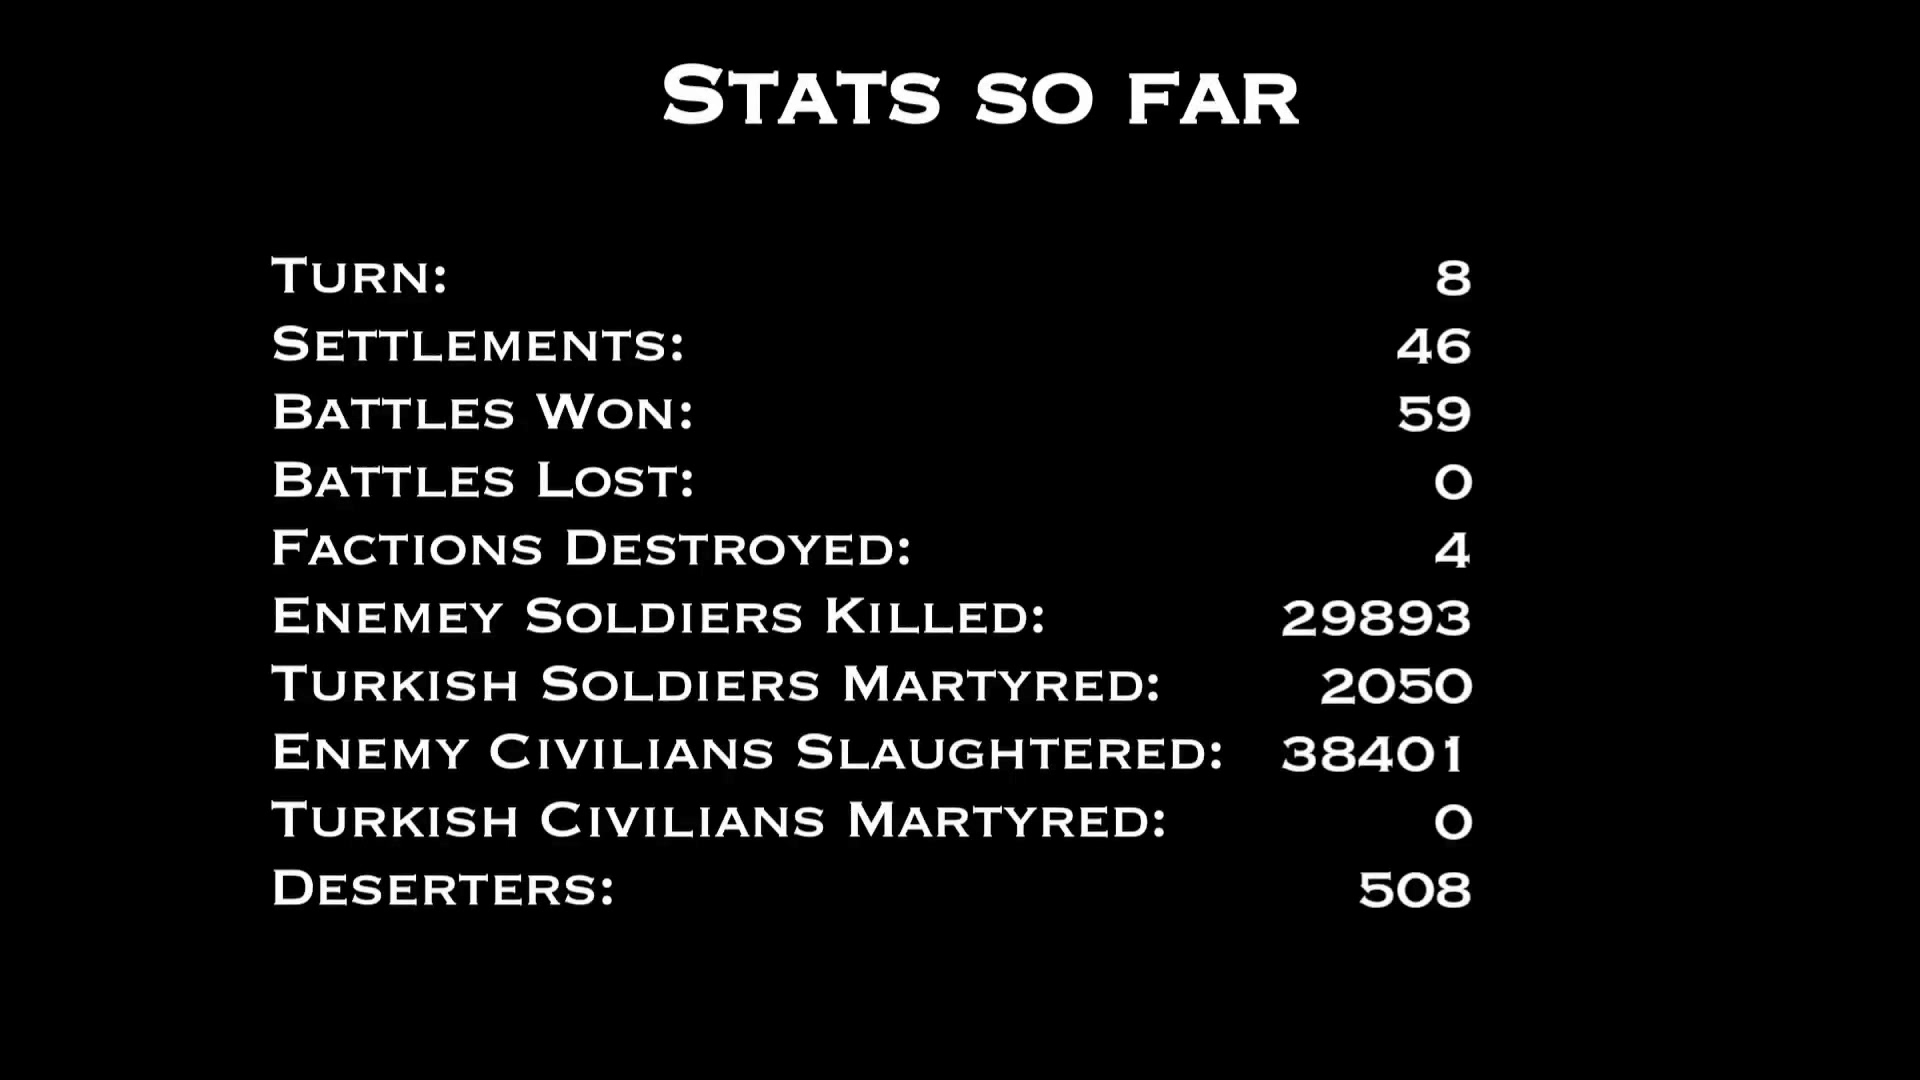 Stats so far
Turn: 8
Settlements: 46
Battles Won: 59
Battles Lost: 0
Factions Destroyed: 4
Enemey Soldiers Killed: 29893
Turkish Soldiers Martyred: 2050
Enemy Civilians Slaughtered: 38401
Turkish Civilians Martyred: 0
Deserters: 508